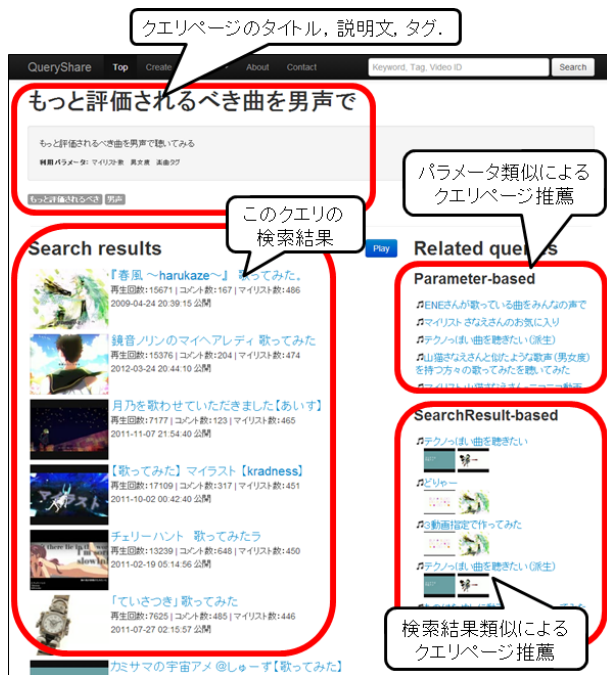 クエリページのタイトル, 説明文, タグ.
QueryShare Top Create About Contact Keyword, Tag, Video ID Search
もっと評価されるべき曲を男声で
もっと評価されるべき曲を男声で聴いてみる
利用パラメータ: マイリスト数 男女度 楽曲タグ
もっと評価されるべき 男声
パラメータ類似による
クエリページ推薦
このクエリの
検索結果
Search results
Play
『春風 ～harukaze～』 歌ってみた。
再生回数:15671 | コメント数:167 | マイリスト数:486
2009-04-24 20:39:15 公開
鏡音ノリンのマイヘアレディ 歌ってみた
再生回数:15376 | コメント数:204 | マイリスト数:474
2012-03-24 20:44:10 公開
月乃を歌わせていただきました【あいす】
再生回数:7177 | コメント数:123 | マイリスト数:465
2011-11-07 21:54:40 公開
【歌ってみた】 マイラスト 【kradness】
再生回数:17109 | コメント数:317 | マイリスト数:451
2011-10-02 00:42:40 公開
チェリーハント 歌ってみたラ
再生回数:13239 | コメント数:648 | マイリスト数:450
2011-02-19 05:14:56 公開
「ていさつき」歌ってみた
再生回数:7625 | コメント数:485 | マイリスト数:446
2011-07-27 02:15:57 公開
カミサマの宇宙アメ @しゅーず【歌ってみた】
Related queries
Parameter-based
ENEさんが歌っている曲をみんなの声で
マイリスト さなえさんのお気に入り
テクノっぽい曲を聴きたい(派生)
山猫さなえさんと似たような歌声(男女度)
を持つ方々の歌ってみたを聴いてみた
SearchResult-based
テクノっぽい曲を聴きたい
どりゃー
3動画指定で作ってみた
テクノっぽい曲を聴きたい(派生)
検索結果類似による
クエリページ推薦